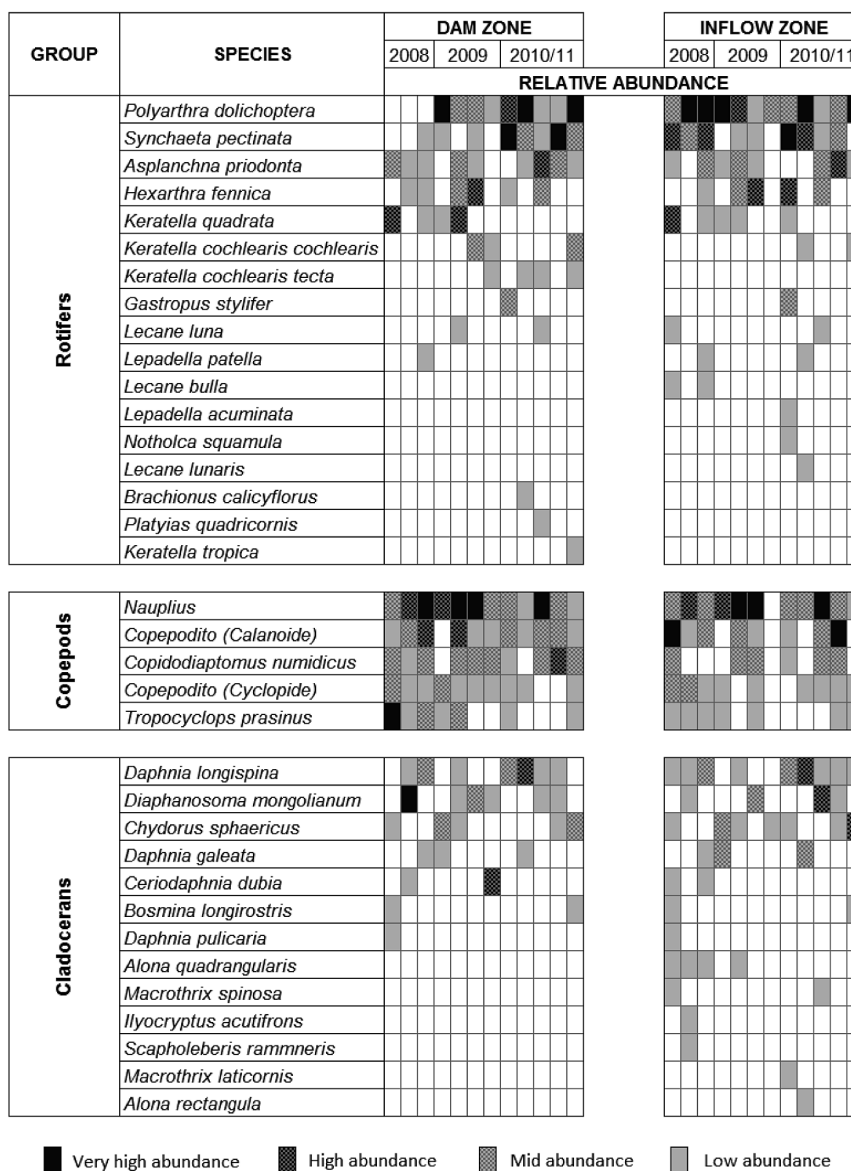 GROUP SPECIES DAM ZONE INFLOW ZONE
2008 2009 2010/11 2008 2009 2010/11
RELATIVE ABUNDANCE
Rotifers
Polyarthra dolichoptera
Synchaeta pectinata
Asplanchna priodonta
Hexarthra fennica
Keratella quadrata
Keratella cochlearis cochlearis
Keratella cochlearis tecta
Gastropus stylifer
Lecane luna
Lepadella patella
Lecane bulla
Lepadella acuminata
Notholca squamula
Lecane lunaris
Brachionus calicyflorus
Platyias quadricornis
Keratella tropica
Copepods
Nauplius
Copepodito (Calanoide)
Copidodiaptomus numidicus
Copepodito (Cyclopide)
Tropocyclops prasinus
Cladocerans
Daphnia longispina
Diaphanosoma mongolianum
Chydorus sphaericus
Daphnia galeata
Ceriodaphnia dubia
Bosmina longirostris
Daphnia pulicaria
Alona quadrangularis
Macrothrix spinosa
Ilyocryptus acutifrons
Scapholeberis rammneris
Macrothrix laticornis
Alona rectangula
Very high abundance High abundance Mid abundance Low abundance